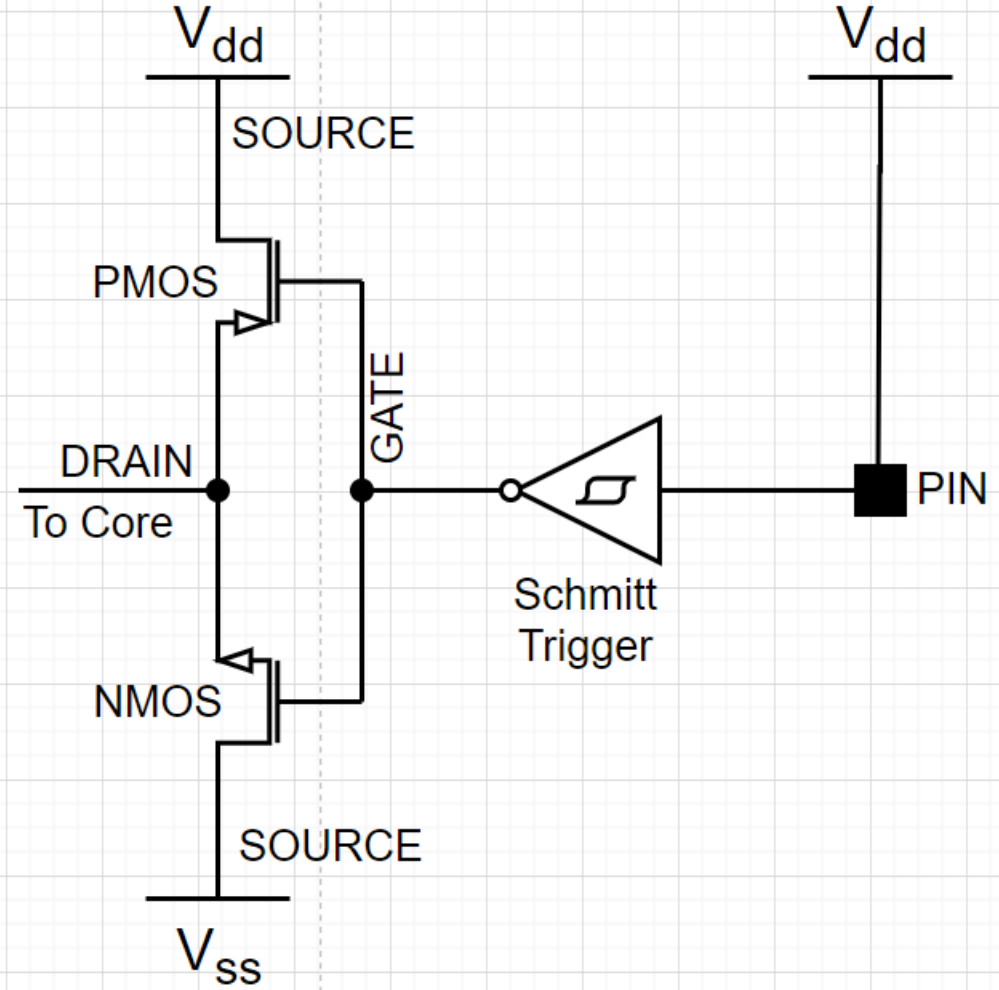 Vdd
Vdd
SOURCE
PMOS
GATE
DRAIN
To Core
PIN
Schmitt
Trigger
NMOS
SOURCE
Vss